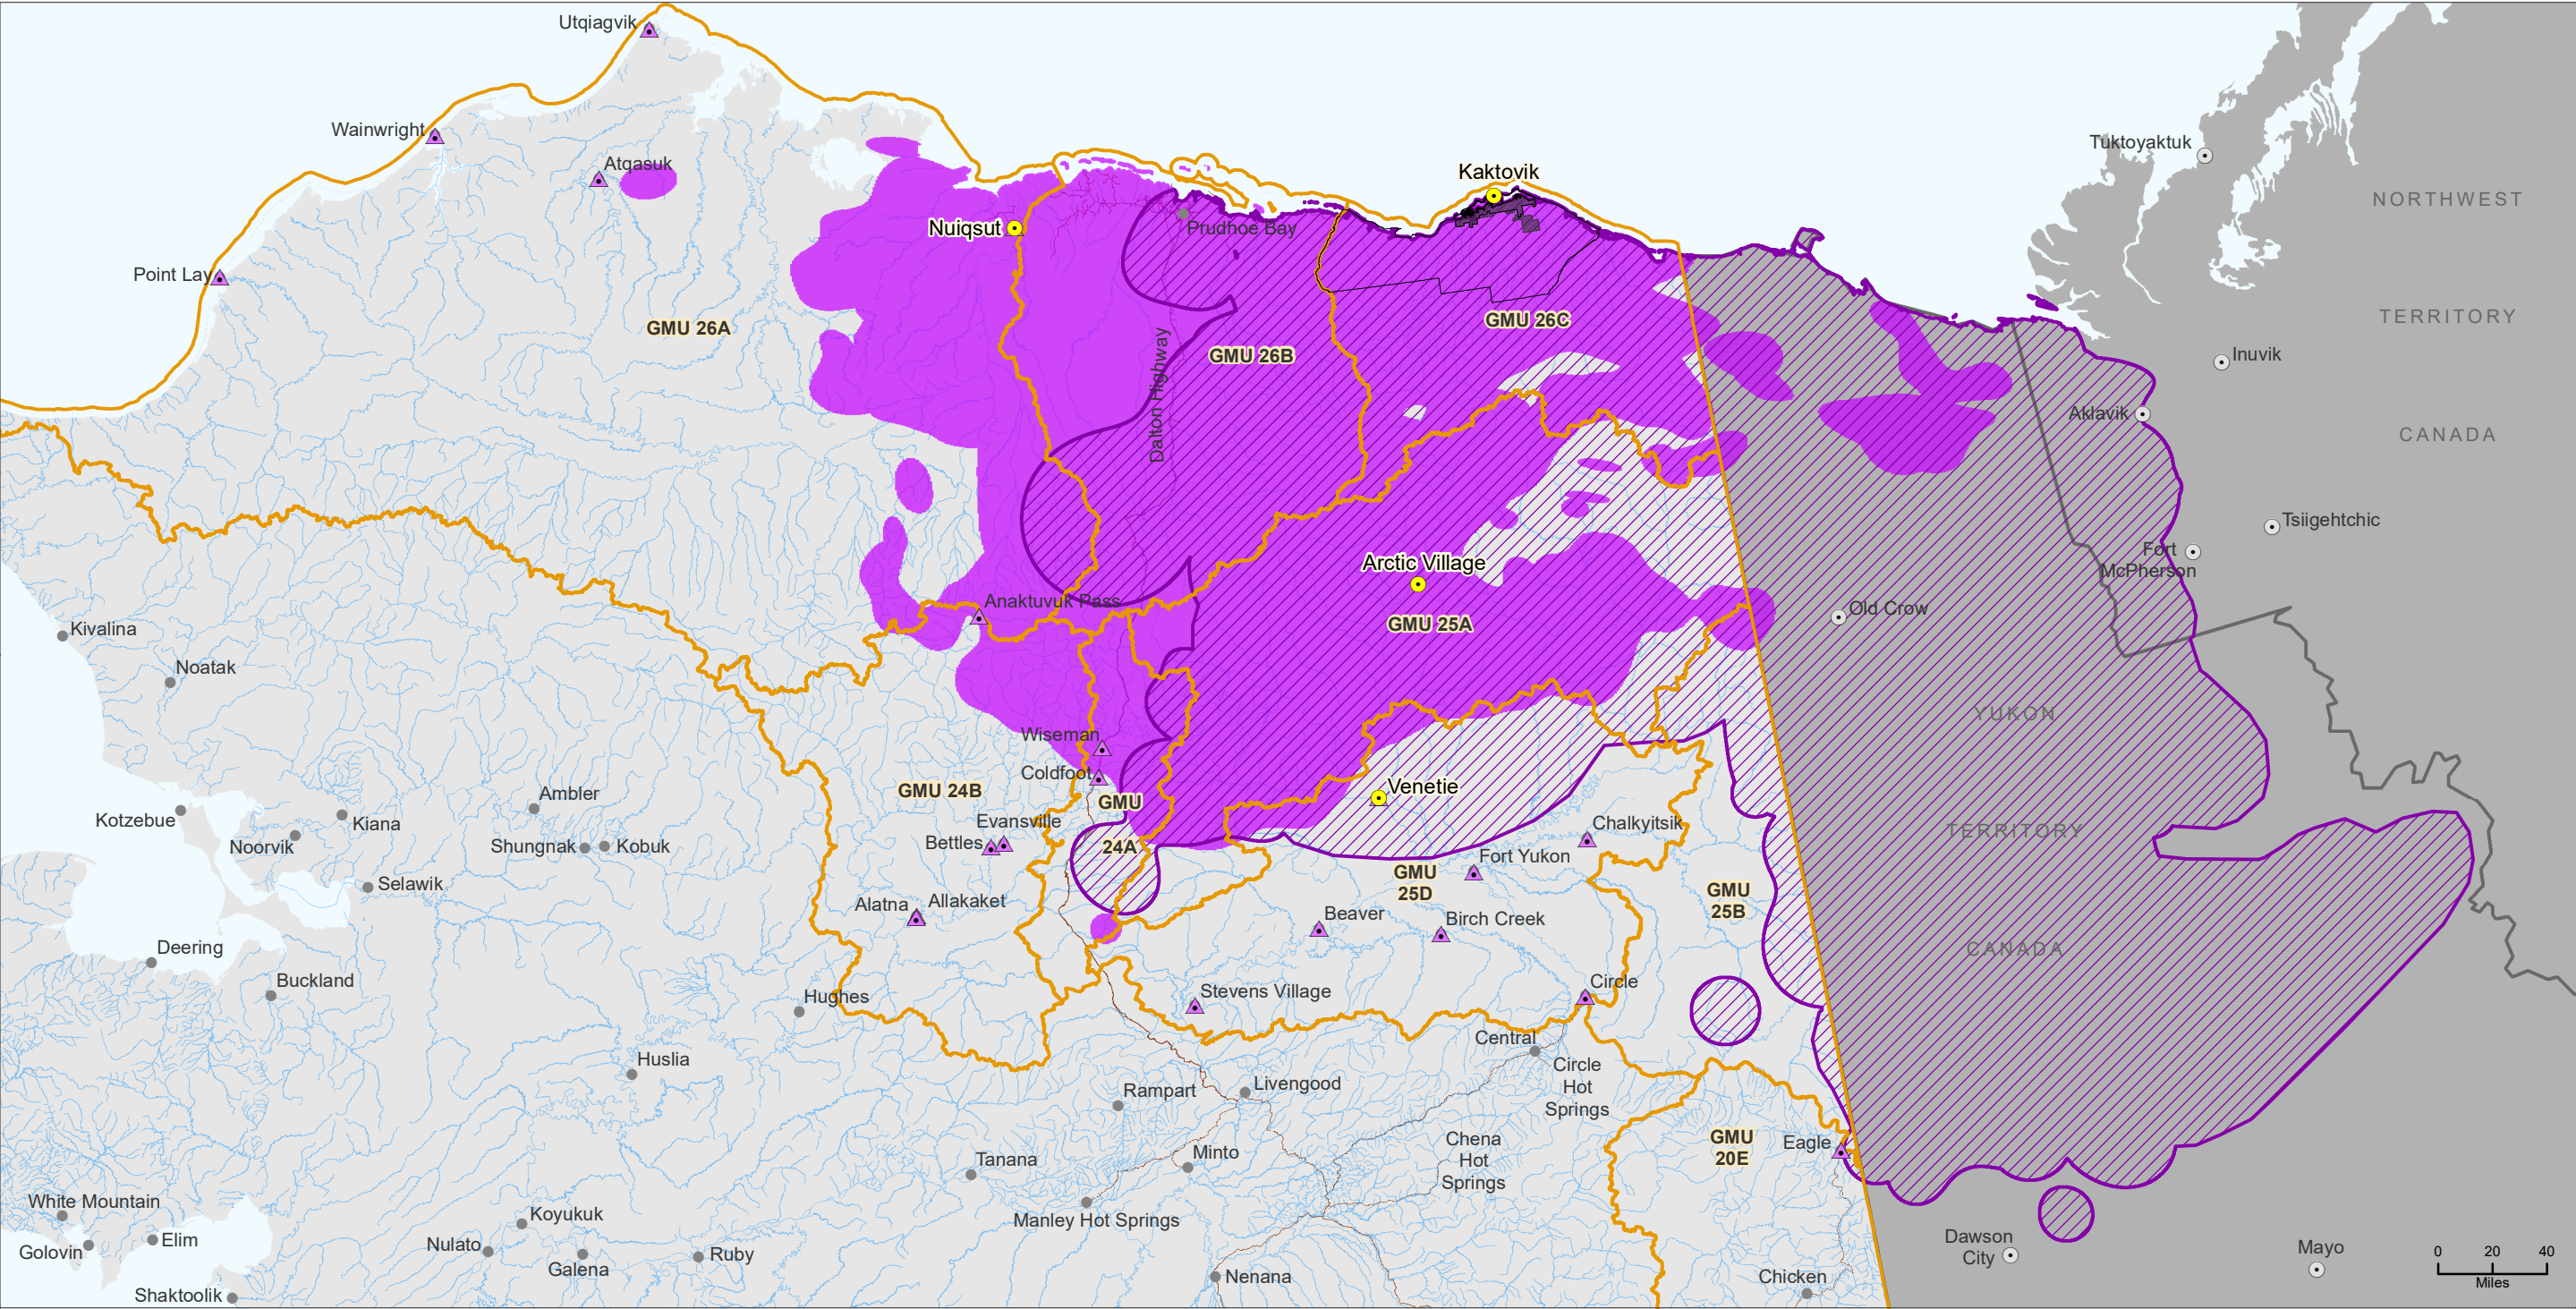 Utqiagvik
Wainwright
Atqasuk
Point Lay
Nuiqsut
Prudhoe Bay
Kaktovik
Tuktoyaktuk
NORTHWEST
TERRITORY
CANADA
Inuvik
Aklavik
Tsiigehtchic
Fort
McPherson
GMU 26A
GMU 26B
GMU 26C
Dalton Highway
Arctic Village
GMU 25A
Old Crow
Anaktuvuk Pass
Kivalina
Noatak
YUKON
TERRITORY
CANADA
Wiseman
Coldfoot
GMU 24B
GMU
24A
Venetie
Evansville
Bettles
Ambler
Kotzebue
Kiana
Noorvik
Shungnak
Kobuk
Selawik
Alatna
Allakaket
Chalkyitsik
Fort Yukon
GMU
25D
GMU
25B
Beaver
Birch Creek
Deering
Buckland
Hughes
Stevens Village
Circle
Central
Circle
Hot
Springs
Huslia
Rampart
Livengood
Minto
Chena
Hot
Springs
GMU
20E
Eagle
Tanana
Manley Hot Springs
White Mountain
Golovin
Elim
Koyukuk
Nulato
Galena
Ruby
Shaktoolik
Nenana
Chicken
Dawson
City
Mayo
0 20 40
Miles